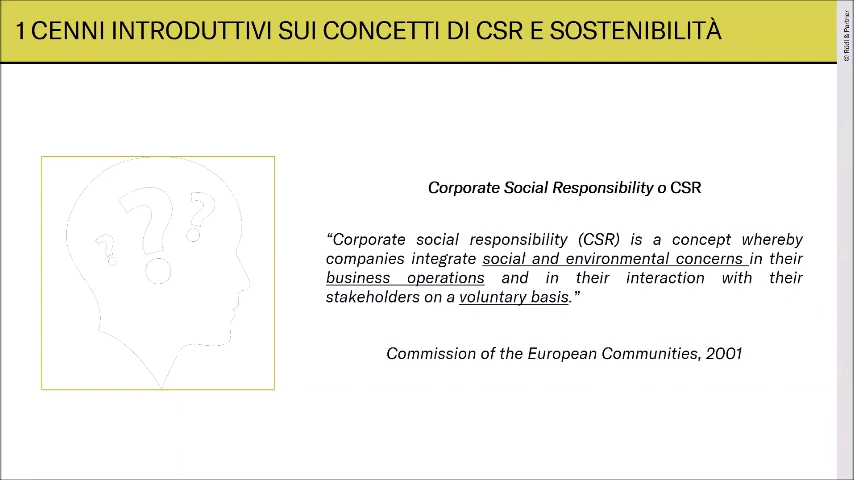 1 CENNI INTRODUTTIVI SUI CONCETTI DI CSR E SOSTENIBILITÀ
© Rödl & Partner
Corporate Social Responsibility o CSR
“Corporate social responsibility (CSR) is a concept whereby
companies integrate social and environmental concerns in their
business operations and in their interaction with their
stakeholders on a voluntary basis.”
Commission of the European Communities, 2001